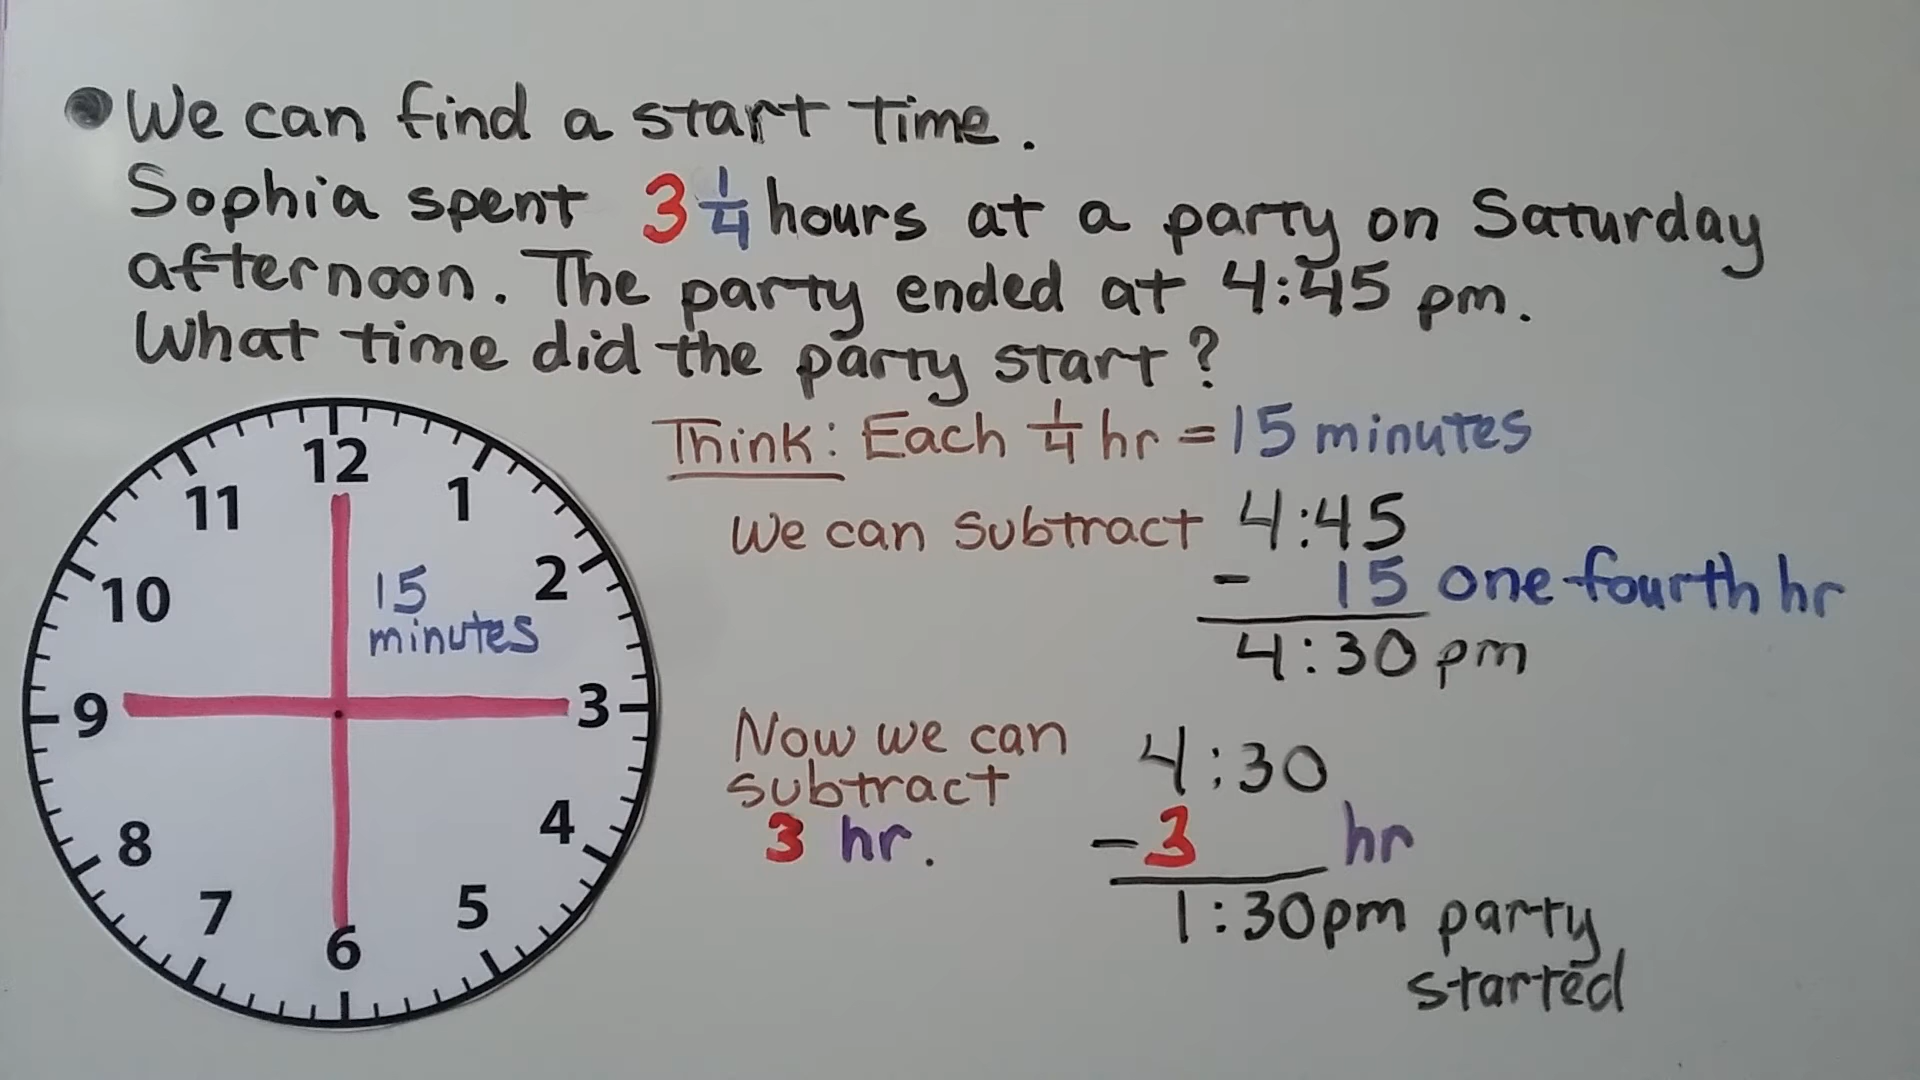 We can find a start time.
Sophia spent 3 1/4 hours at a party on Saturday
afternoon. The party ended at 4:45 pm.
What time did the party start?
Think: Each 1/4 hr = 15 minutes
We can subtract 4:45
- 15 one fourth hr
4:30 pm
Now we can
subtract
3 hr.
4:30
- 3 hr
1:30pm party
started
12
1
2
3
4
5
6
7
8
9
10
11
15
minutes